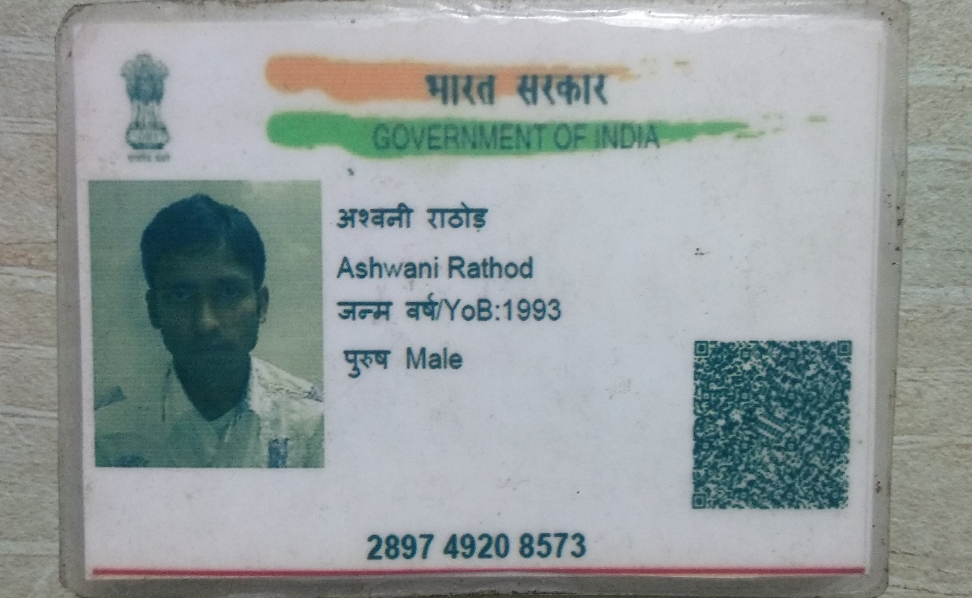 भारत सरकार
GOVERNMENT OF INDIA
अश्वनी राठोड़
Ashwani Rathod
जन्म वर्ष/YoB:1993
पुरुष Male
2897 4920 8573